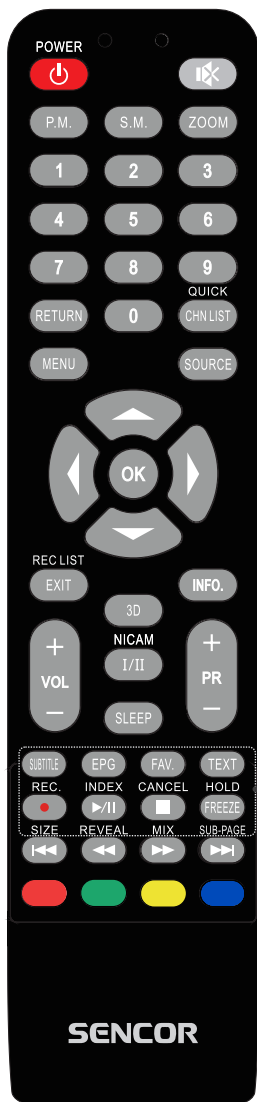 POWER
P.M. S.M. ZOOM
1 2 3
4 5 6
7 8 9
QUICK
RETURN 0 CHN LIST
MENU SOURCE
OK
REC LIST
EXIT INFO.
3D
+ NICAM +
VOL I/II PR
– SLEEP –
SUBTITLE EPG FAV. TEXT
REC. INDEX CANCEL HOLD
FREEZE
SIZE REVEAL MIX SUB-PAGE
SENCOR